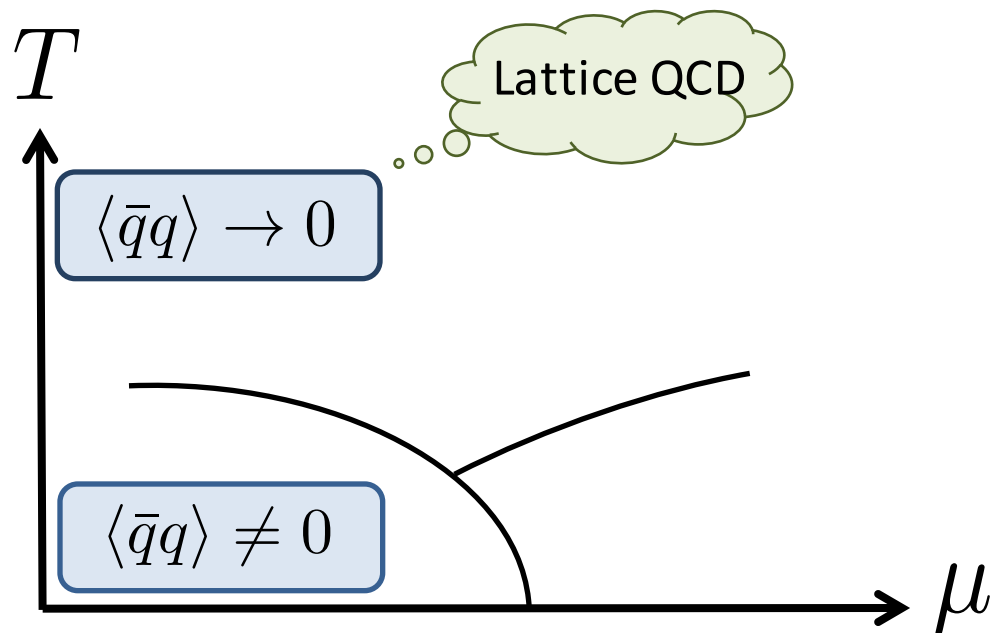 T
Lattice QCD
⟨q̄q⟩ → 0
⟨q̄q⟩ ≠ 0
μ